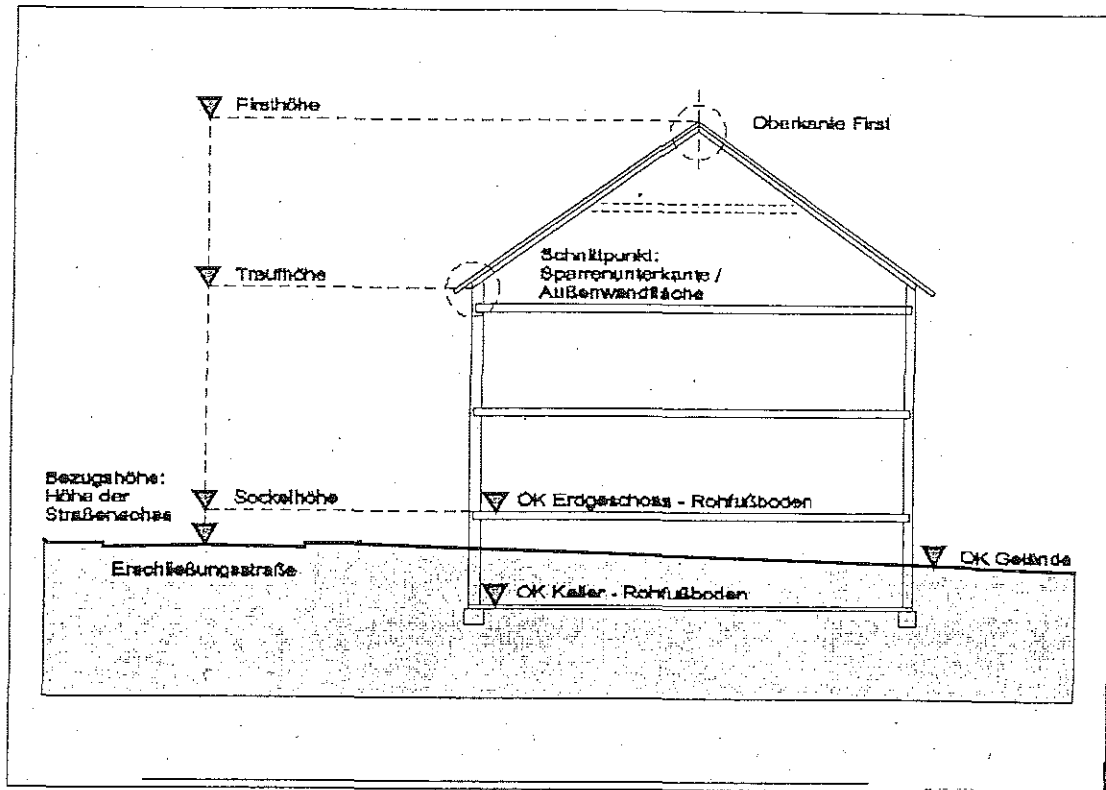 Firsthöhe
Oberkante First
Traufhöhe
Schnittpunkt:
Sparrenunterkante /
Außenwandfläche
Bezugshöhe:
Höhe der
Straßenachse
Sockelhöhe
OK Erdgeschoss - Rohfußboden
Erschließungsstraße
OK Gelände
OK Keller - Rohfußboden